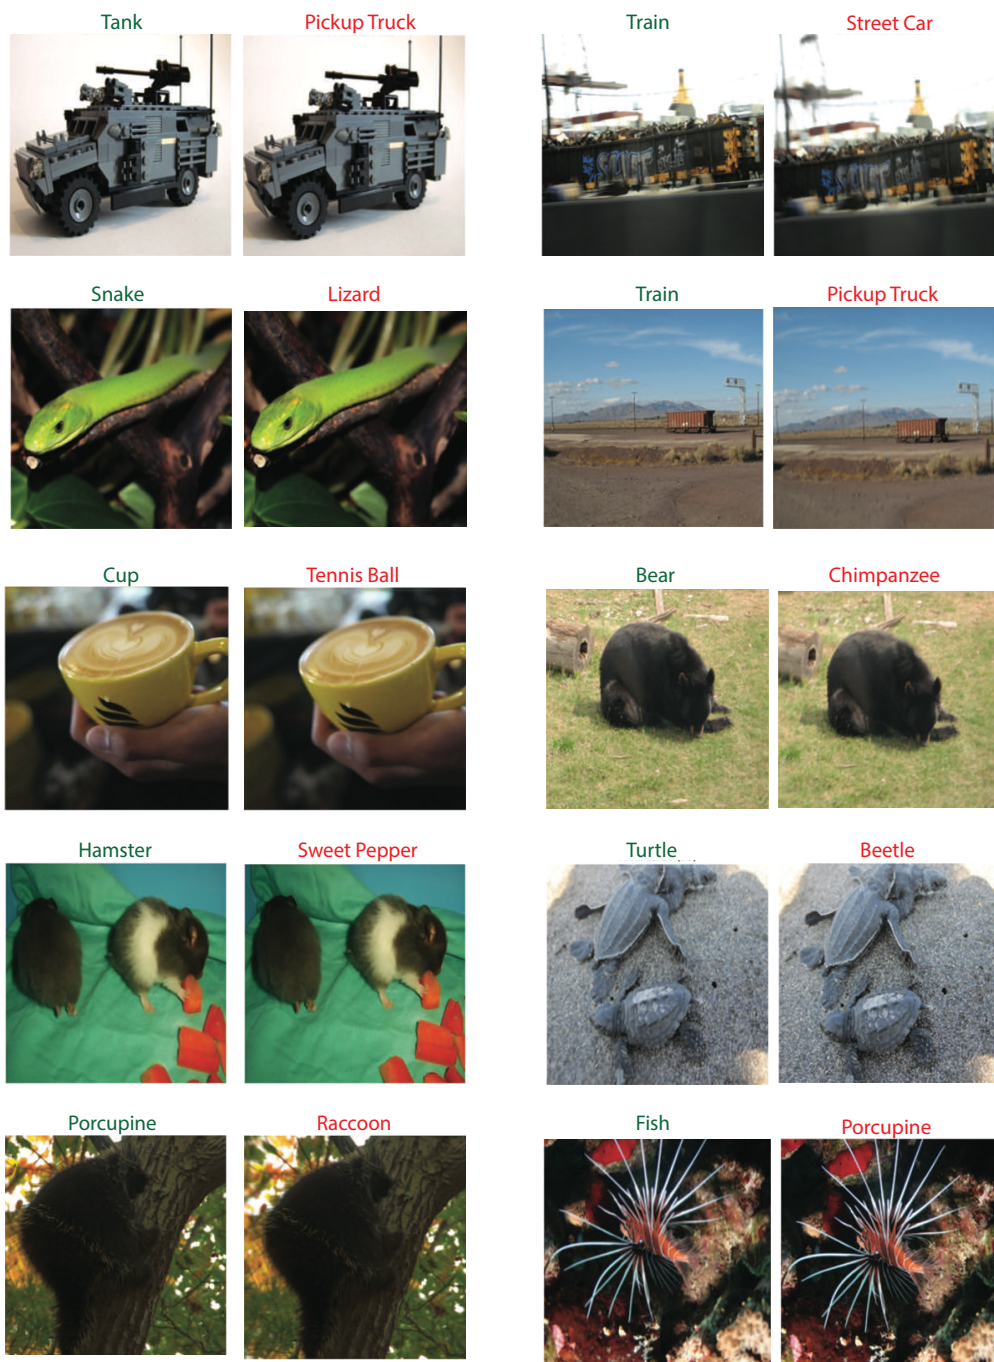 Tank Pickup Truck Train Street Car
Snake Lizard Train Pickup Truck
Cup Tennis Ball Bear Chimpanzee
Hamster Sweet Pepper Turtle Beetle
Porcupine Raccoon Fish Porcupine